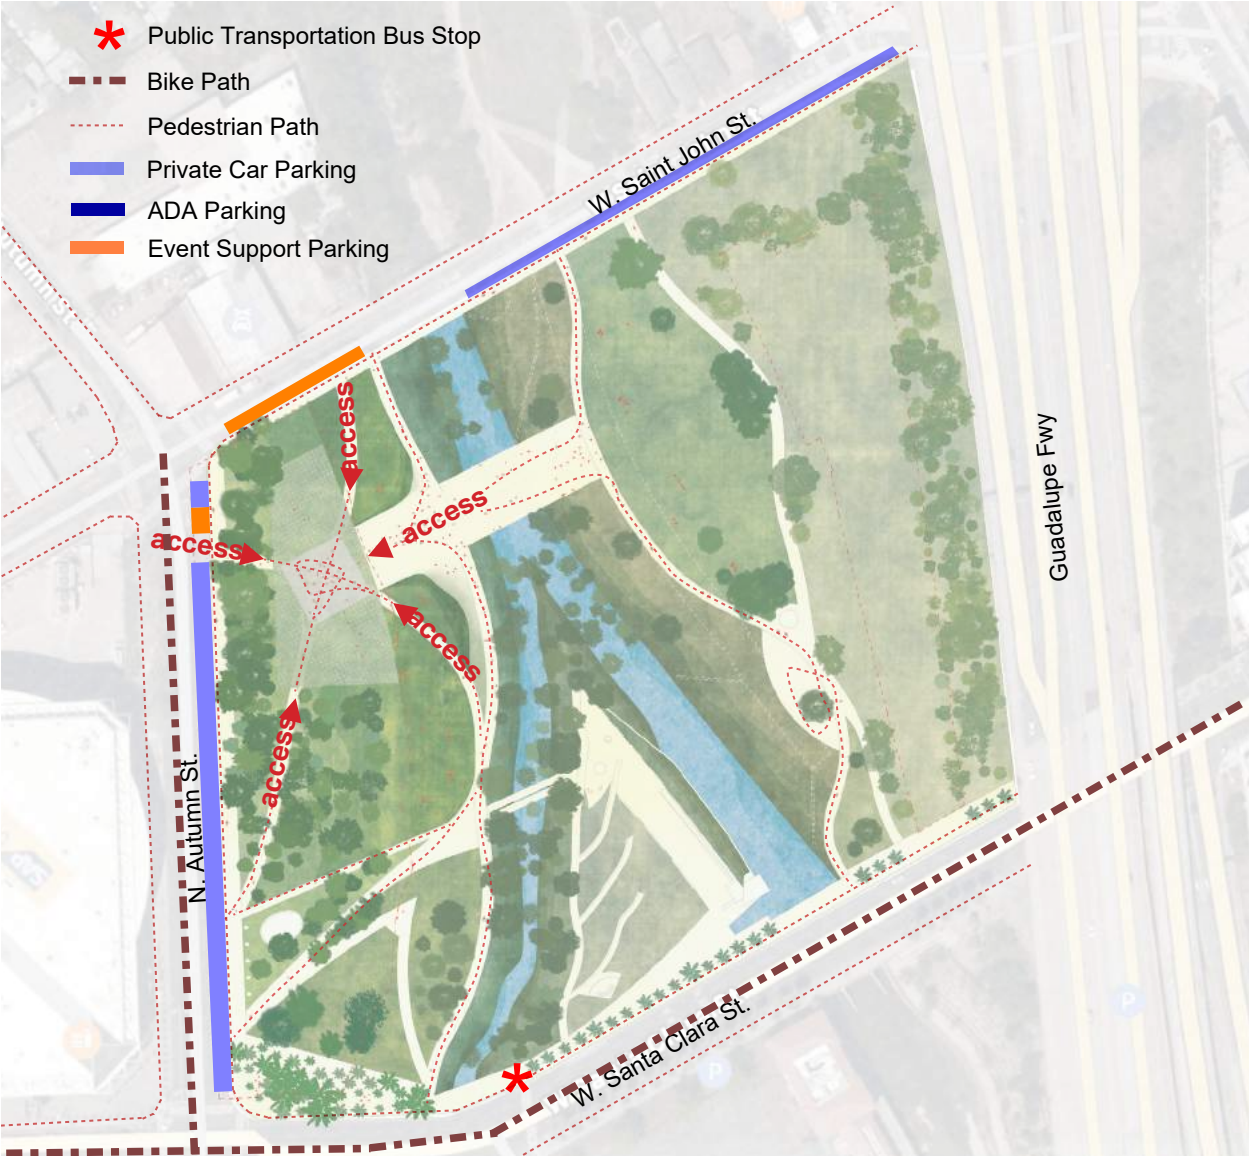 Public Transportation Bus Stop
Bike Path
Pedestrian Path
Private Car Parking
ADA Parking
Event Support Parking
W. Saint John St.
access
access
access
access
access
Guadalupe Fwy
N. Autumn St.
W. Santa Clara St.
P
P